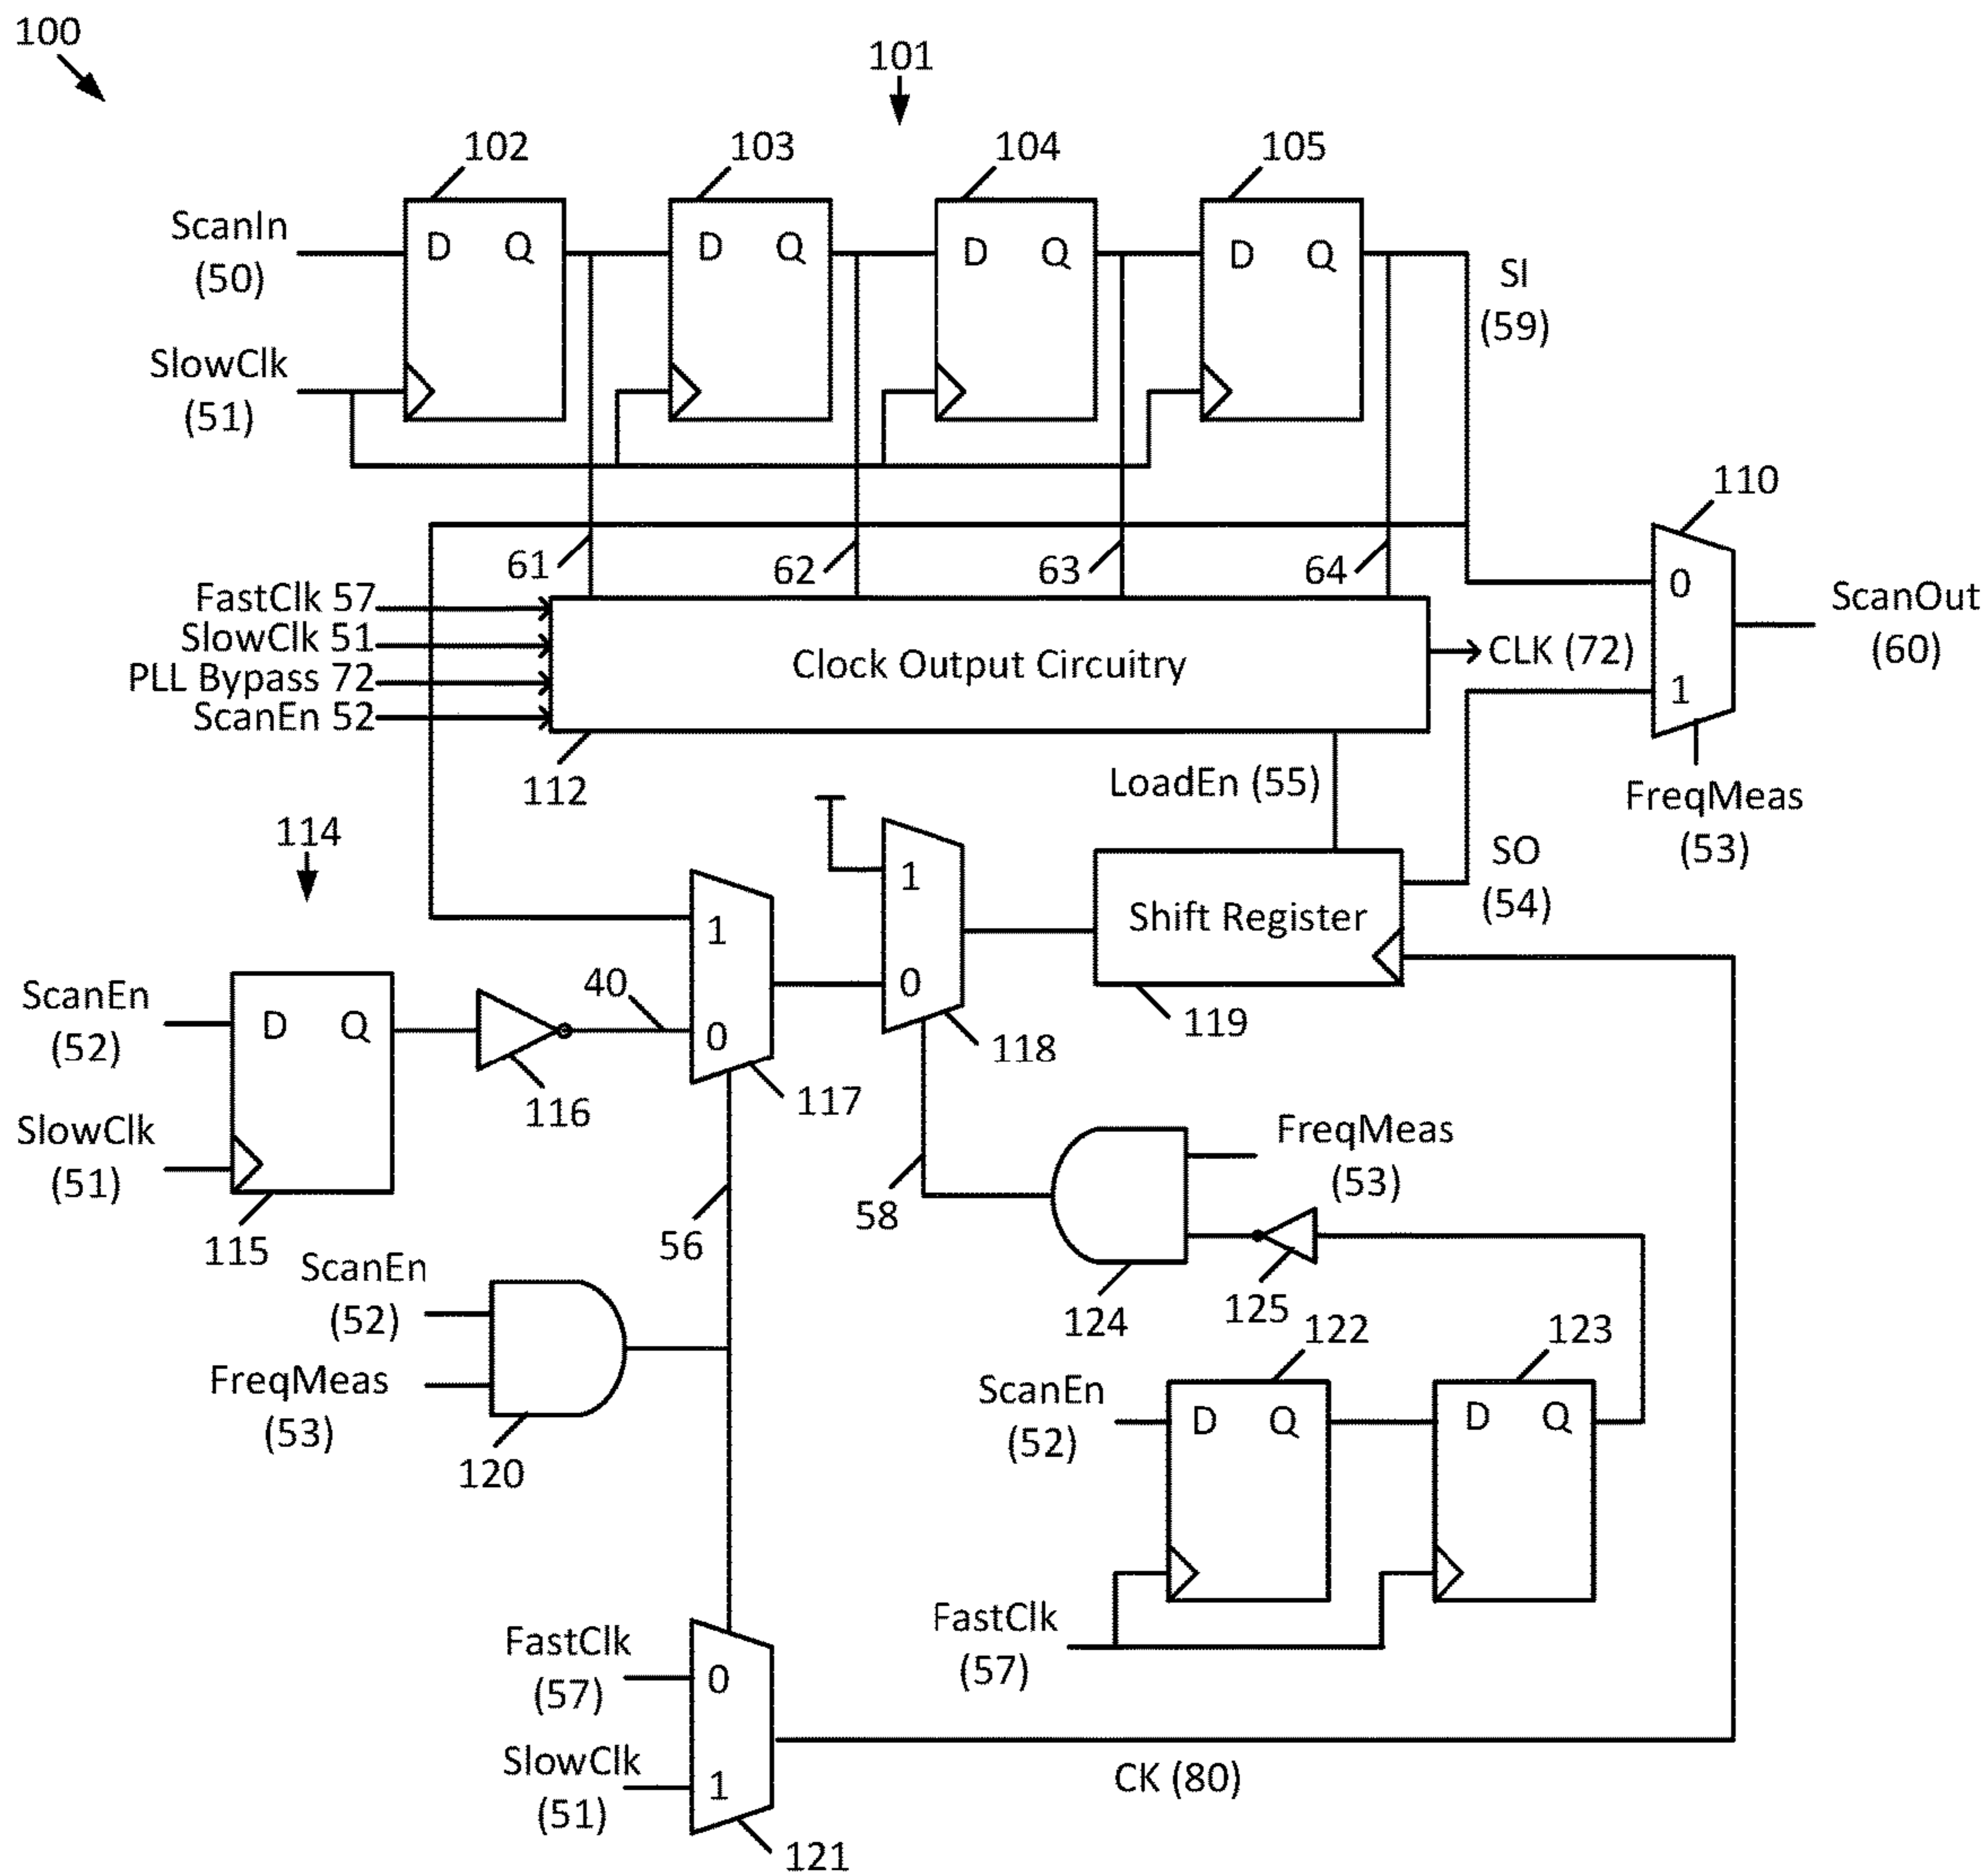 100
101
102
103
104
105
ScanIn
(50)
D Q
D Q
D Q
D Q
SI
(59)
SlowClk
(51)
110
61
62
63
64
0
FastClk 57
SlowClk 51
PLL Bypass 72
ScanEn 52
Clock Output Circuitry
CLK (72)
ScanOut
(60)
1
112
LoadEn (55)
FreqMeas
(53)
114
SO
(54)
1
1
Shift Register
ScanEn
(52)
D Q
40
0
0
119
118
116
117
SlowClk
(51)
115
FreqMeas
(53)
58
56
ScanEn
(52)
124
125
122
123
FreqMeas
(53)
120
ScanEn
(52)
D Q
D Q
FastClk
(57)
FastClk
(57)
0
SlowClk
(51)
1
CK (80)
121